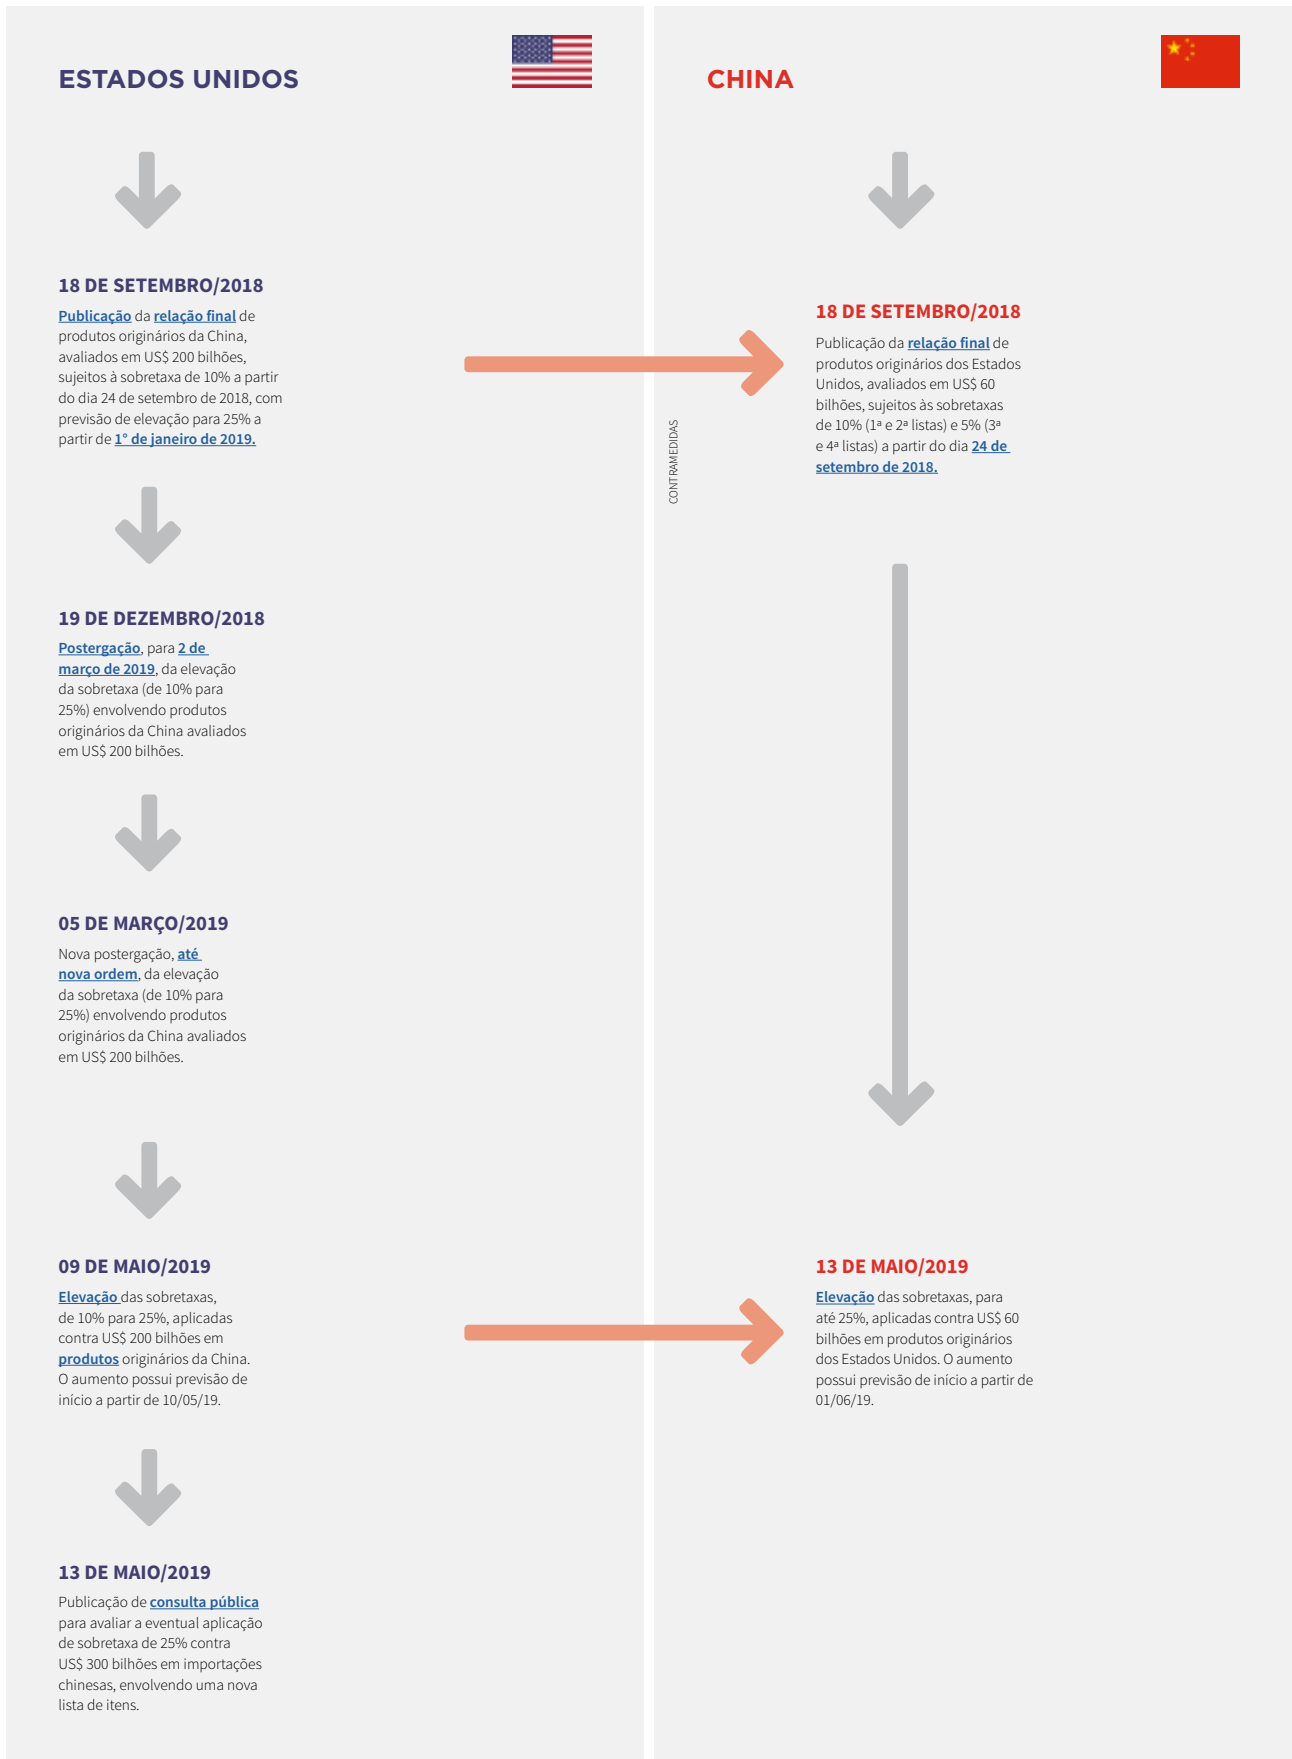 ESTADOS UNIDOS
18 DE SETEMBRO/2018
Publicação da relação final de
produtos originários da China,
avaliados em US$ 200 bilhões,
sujeitos à sobretaxa de 10% a partir
do dia 24 de setembro de 2018, com
previsão de elevação para 25% a
partir de 1° de janeiro de 2019.
19 DE DEZEMBRO/2018
Postergação, para 2 de
março de 2019, da elevação
da sobretaxa (de 10% para
25%) envolvendo produtos
originários da China avaliados
em US$ 200 bilhões.
05 DE MARÇO/2019
Nova postergação, até
nova ordem, da elevação
da sobretaxa (de 10% para
25%) envolvendo produtos
originários da China avaliados
em US$ 200 bilhões.
09 DE MAIO/2019
Elevação das sobretaxas,
de 10% para 25%, aplicadas
contra US$ 200 bilhões em
produtos originários da China.
O aumento possui previsão de
início a partir de 10/05/19.
13 DE MAIO/2019
Publicação de consulta pública
para avaliar a eventual aplicação
de sobretaxa de 25% contra
US$ 300 bilhões em importações
chinesas, envolvendo uma nova
lista de itens.
CHINA
CONTRAMEDIDAS
18 DE SETEMBRO/2018
Publicação da relação final de
produtos originários dos Estados
Unidos, avaliados em US$ 60
bilhões, sujeitos às sobretaxas
de 10% (1ª e 2ª listas) e 5% (3ª
e 4ª listas) a partir do dia 24 de
setembro de 2018.
13 DE MAIO/2019
Elevação das sobretaxas, para
até 25%, aplicadas contra US$ 60
bilhões em produtos originários
dos Estados Unidos. O aumento
possui previsão de início a partir de
01/06/19.